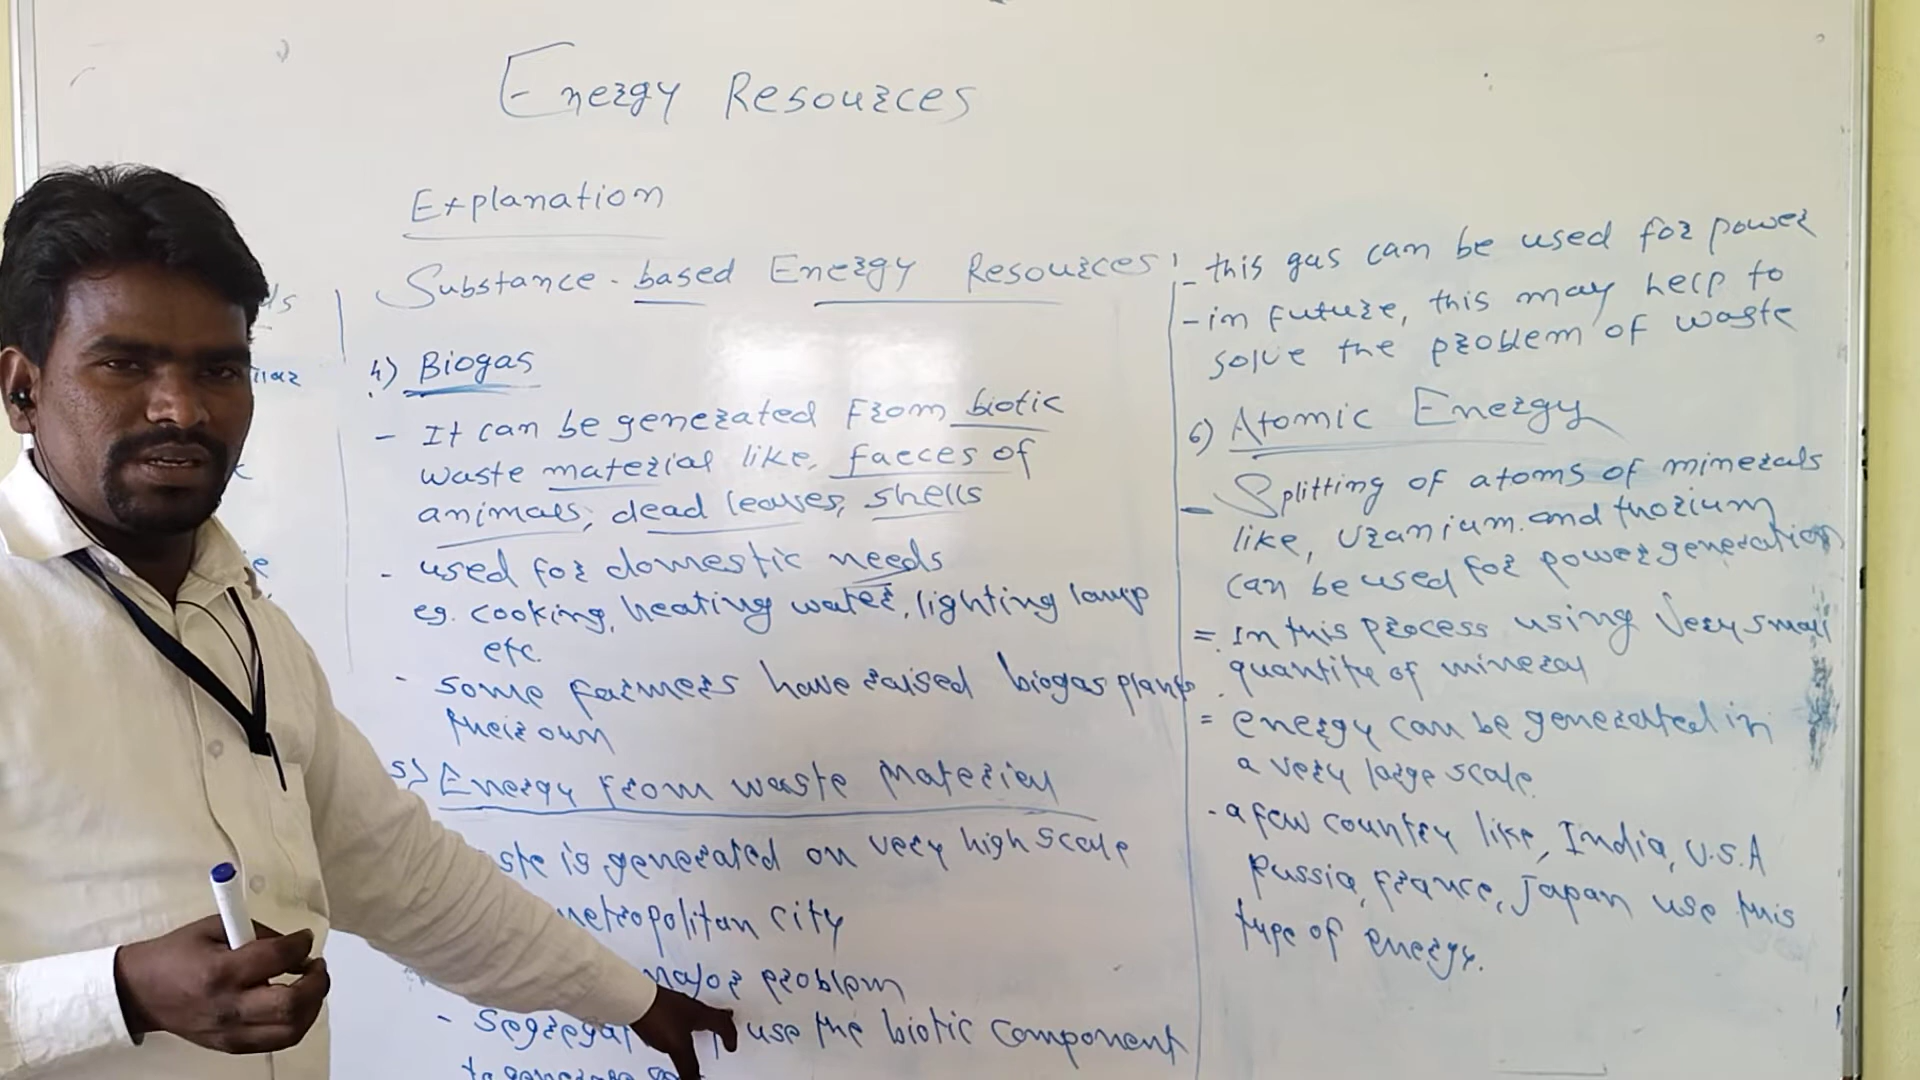 Energy Resources
Explanation
Substance-based Energy Resources
4) Biogas
- It can be generated from biotic
waste material like, faeces of
animals, dead leaves, shells
- used for domestic needs
eg. cooking, heating water, lighting lamp
etc.
- some farmers have raised biogas plants
their own
5) Energy from waste material
is generated on very high scale
metropolitan city
major problem
- use the biotic component
to generate
- this gas can be used for power
- in future, this may help to
solve the problem of waste
6) Atomic Energy
- Splitting of atoms of minerals
like, Uranium and thorium
can be used for power generation
= In this process using very small
quantity of mineral
= energy can be generated in
a very large scale.
- a few country like, India, U.S.A
Russia, France, Japan use this
type of energy.